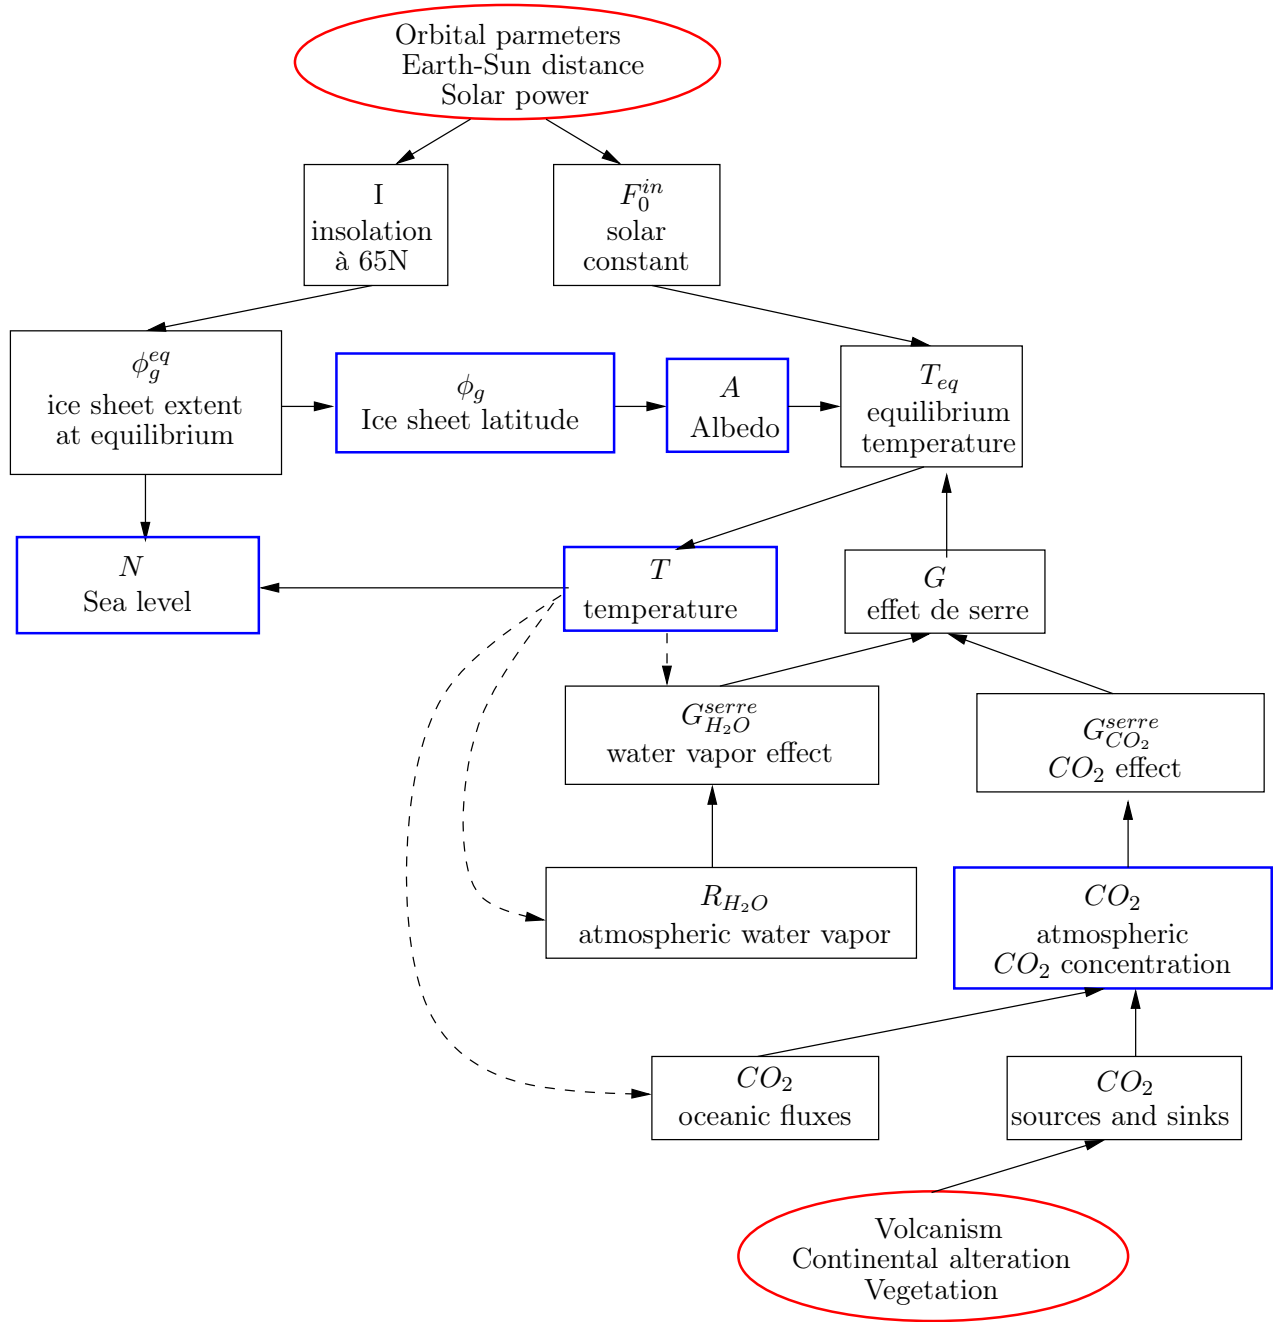 Orbital parmeters
Earth-Sun distance
Solar power
I
insolation
à 65N
$F_0^{in}$
solar
constant
$\phi_g^{eq}$
ice sheet extent
at equilibrium
$\phi_g$
Ice sheet latitude
$A$
Albedo
$T_{eq}$
equilibrium
temperature
$N$
Sea level
$T$
temperature
$G$
effet de serre
$G_{H_2O}^{serre}$
water vapor effect
$G_{CO_2}^{serre}$
$CO_2$ effect
$R_{H_2O}$
atmospheric water vapor
$CO_2$
atmospheric
$CO_2$ concentration
$CO_2$
oceanic fluxes
$CO_2$
sources and sinks
Volcanism
Continental alteration
Vegetation